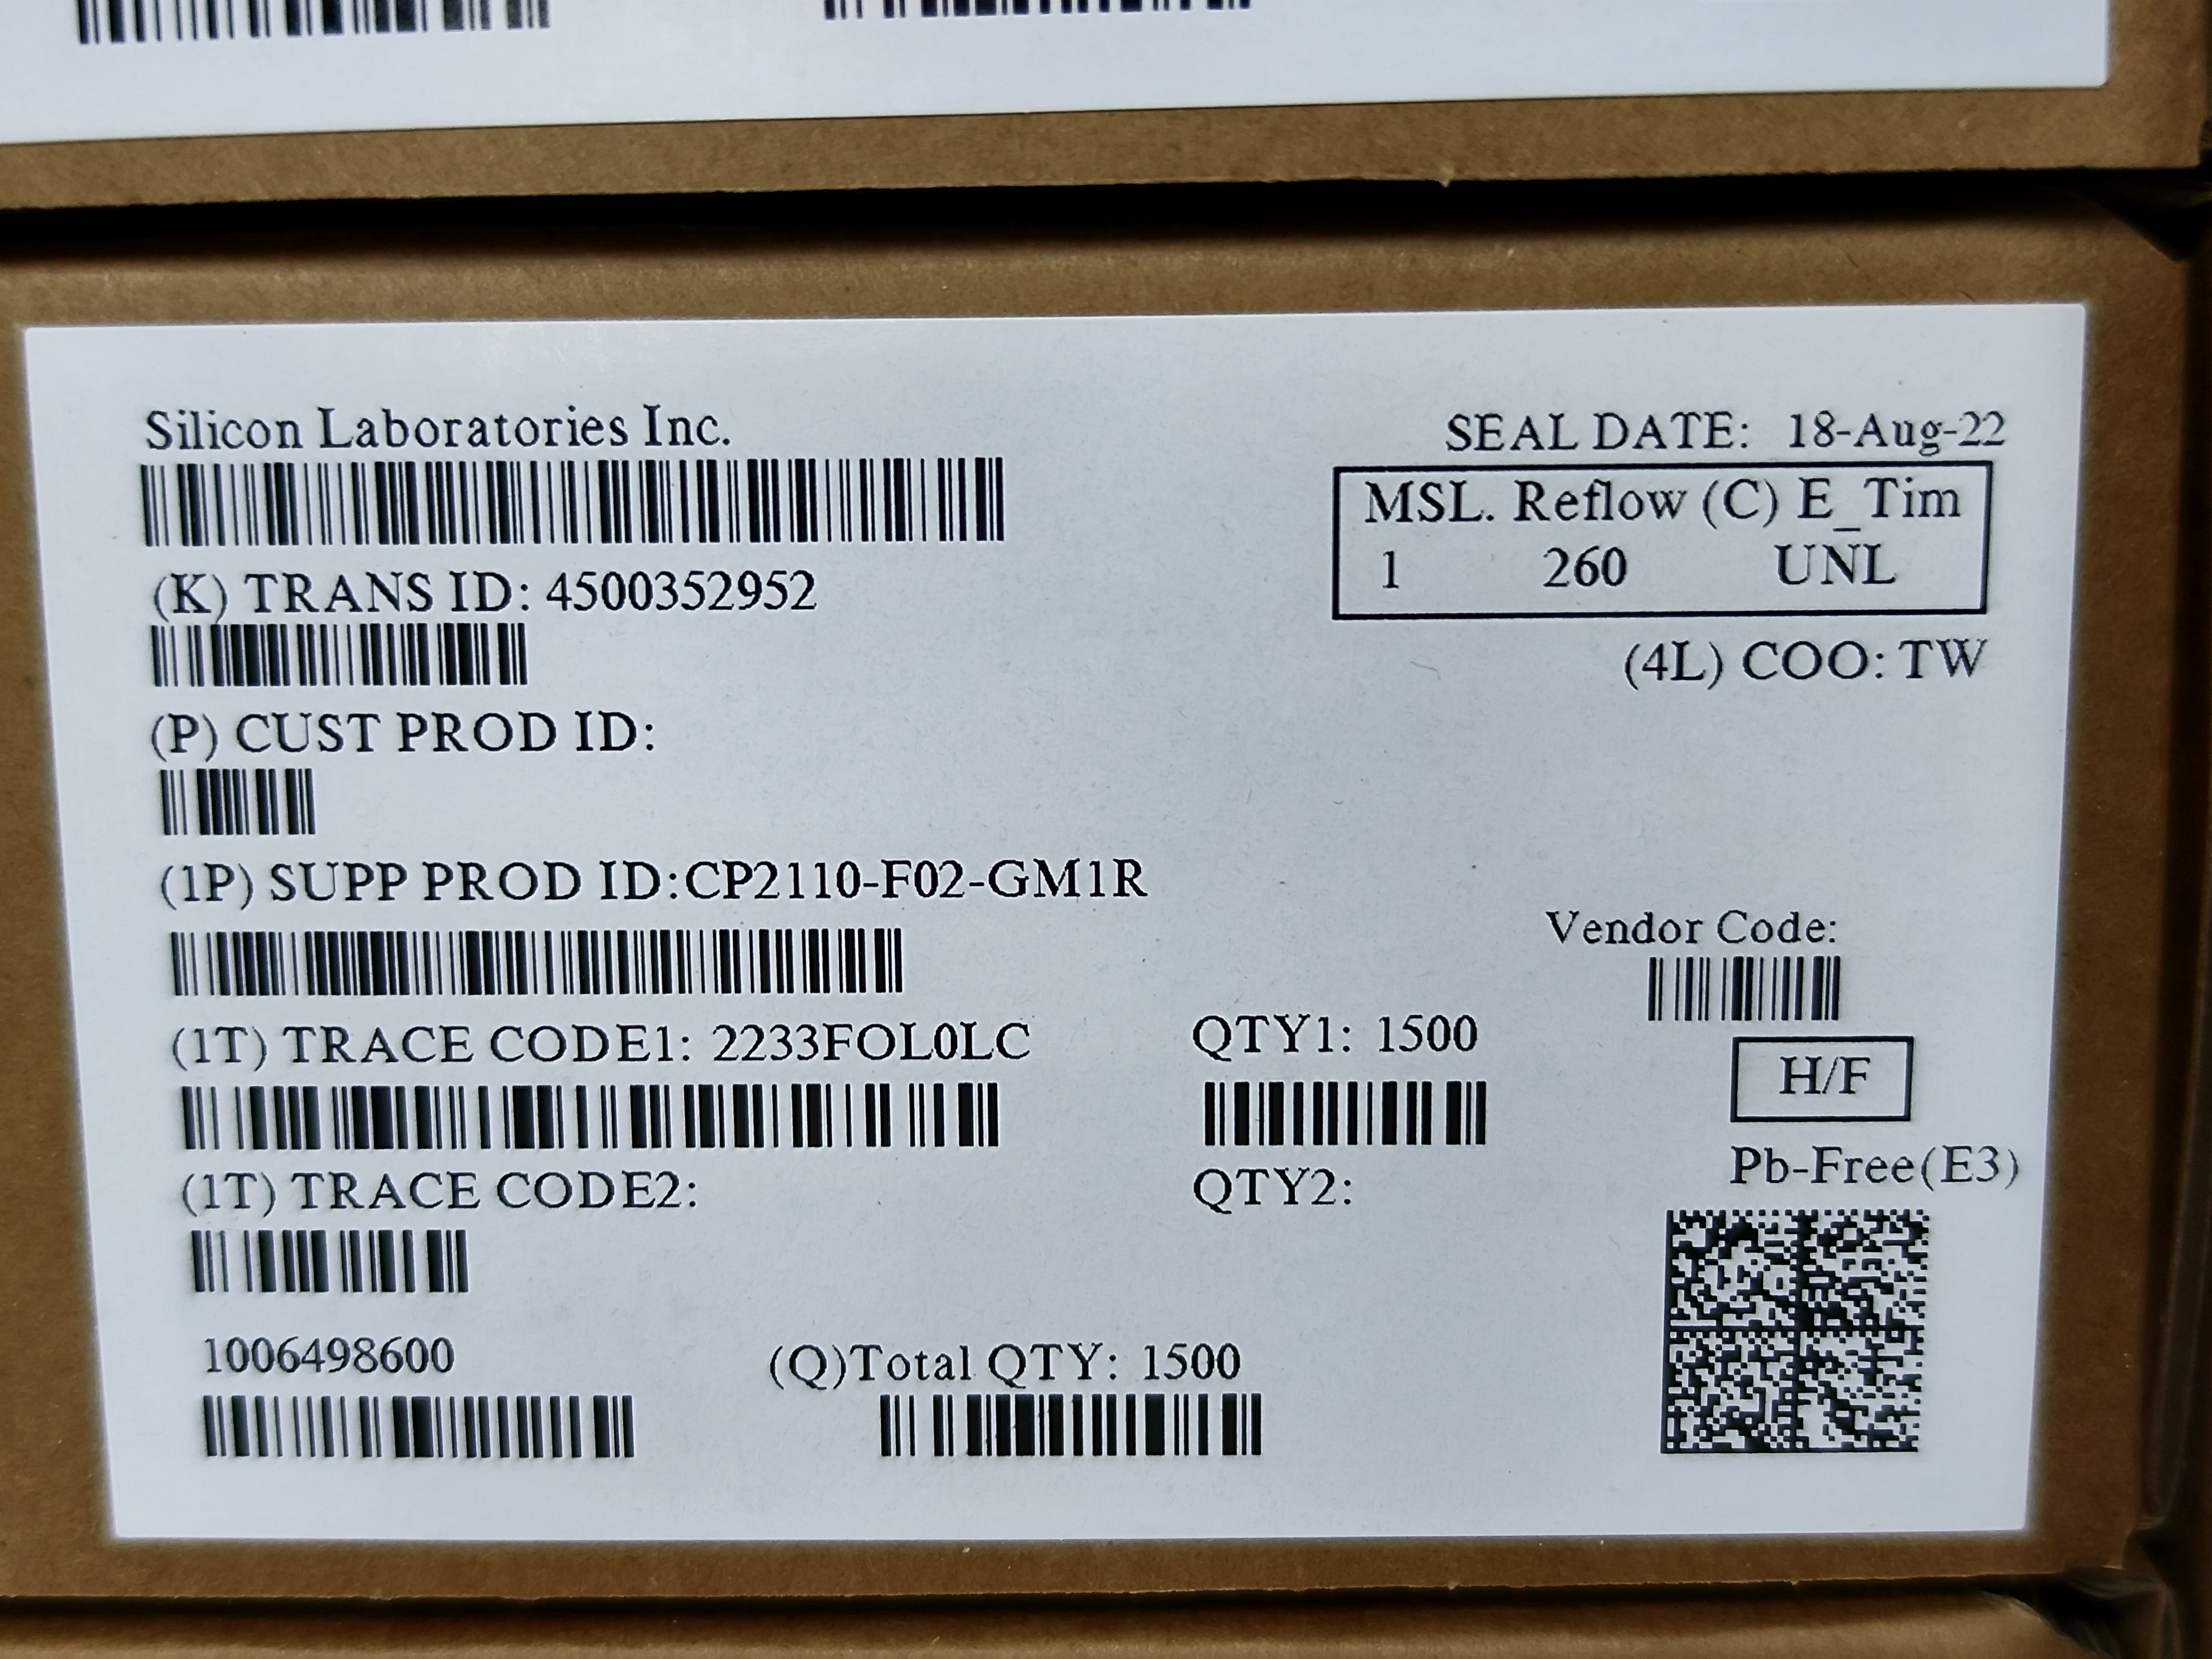 Silicon Laboratories Inc.
SEAL DATE: 18-Aug-22
MSL. Reflow (C) E_Tim
1 260 UNL
(K) TRANS ID: 4500352952
(4L) COO: TW
(P) CUST PROD ID:
(1P) SUPP PROD ID:CP2110-F02-GM1R
Vendor Code:
(1T) TRACE CODE1: 2233FOL0LC
QTY1: 1500
H/F
Pb-Free(E3)
(1T) TRACE CODE2:
QTY2:
1006498600
(Q)Total QTY: 1500